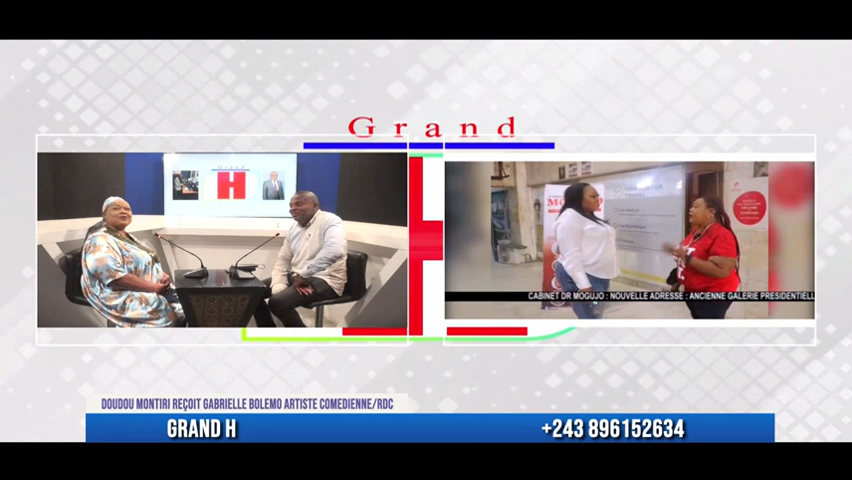 Grand
Grand
H
H
CABINET DR MOGUJO : NOUVELLE ADRESSE : ANCIENNE GALERIE PRESIDENTIELL
DOUDOU MONTIRI REÇOIT GABRIELLE BOLEMO ARTISTE COMEDIENNE/RDC
GRAND H
+243 896152634